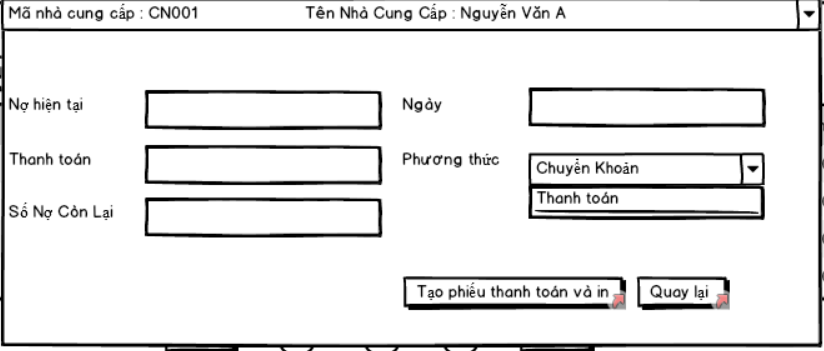 Mã nhà cung cấp : CN001 Tên Nhà Cung Cấp : Nguyễn Văn A
Nợ hiện tại Ngày
Thanh toán Phương thức Chuyển Khoản
Thanh toán
Số Nợ Còn Lại
Tạo phiếu thanh toán và in Quay lại